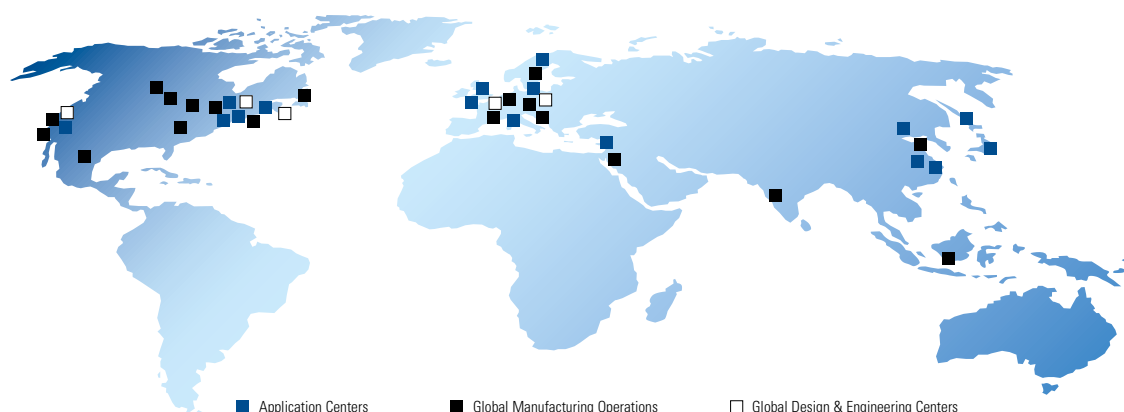 Application Centers
Global Manufacturing Operations
Global Design & Engineering Centers